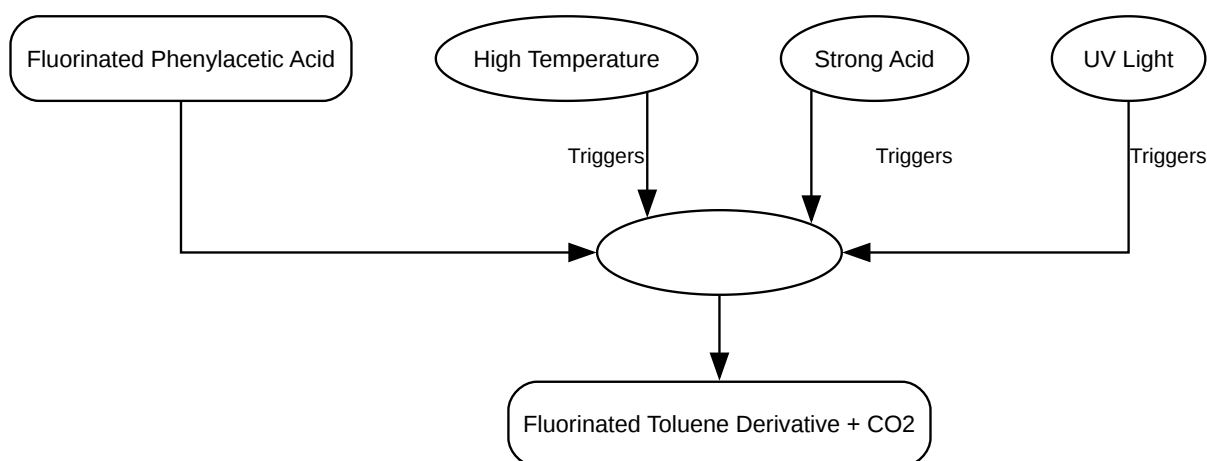 Fluorinated Phenylacetic Acid
High Temperature
Strong Acid
UV Light
Triggers
Triggers
Triggers
Fluorinated Toluene Derivative + CO2